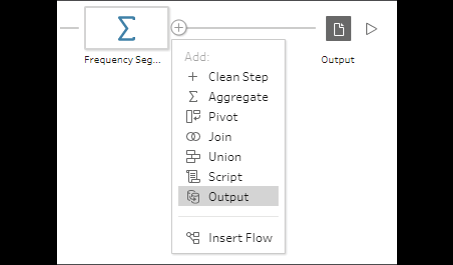 Frequency Seg...
Output
Add:
Clean Step
Aggregate
Pivot
Join
Union
Script
Output
Insert Flow